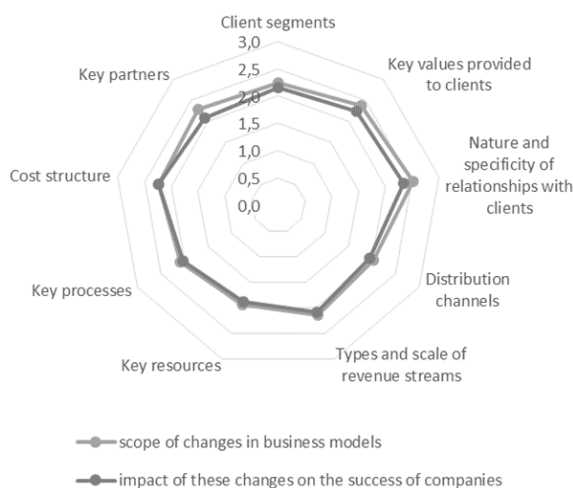 Client segments
3,0
2,5
2,0
1,5
1,0
0,5
0,0
Key values provided
to clients
Nature and
specificity of
relationships with
clients
Distribution
channels
Types and scale of
revenue streams
Key resources
Key processes
Cost structure
Key partners
scope of changes in business models
impact of these changes on the success of companies